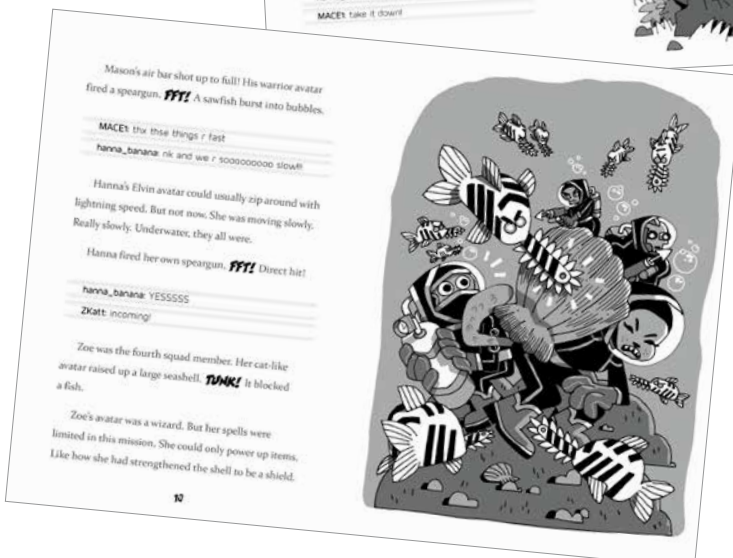 MACE1: take it down!
Mason's air bar shot up to full! His warrior avatar
fired a speargun. FFT! A sawfish burst into bubbles.
MACE1: thx thse things r fast
hanna_banana: nk and we r sooooooooo slow!!!
Hanna's Elvin avatar could usually zip around with
lightning speed. But not now. She was moving slowly.
Really slowly. Underwater, they all were.
Hanna fired her own speargun. FFT! Direct hit!
hanna_banana: YESSSSS
ZKatt: incoming!
Zoe was the fourth squad member. Her cat-like
avatar raised up a large seashell. TUNK! It blocked
a fish.
Zoe's avatar was a wizard. But her spells were
limited in this mission. She could only power up items.
Like how she had strengthened the shell to be a shield.